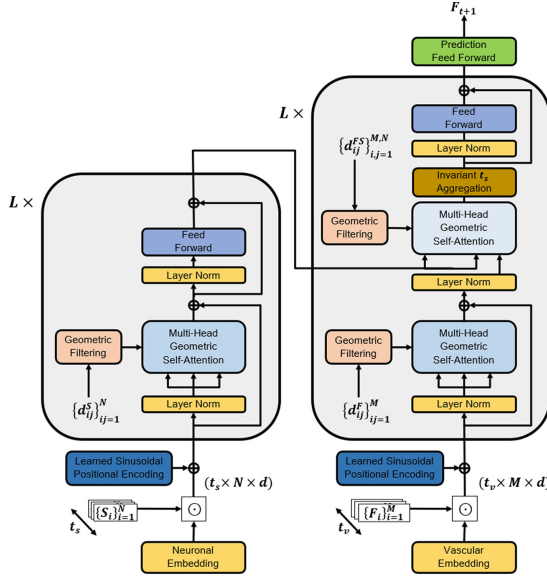 F_{t+1}
Prediction
Feed Forward
L ×
Feed
Forward
Layer Norm
{d_{ij}^{FS}}_{i,j=1}^{M,N}
Invariant t_s
Aggregation
Geometric
Filtering
Multi-Head
Geometric
Self-Attention
Layer Norm
Geometric
Filtering
Multi-Head
Geometric
Self-Attention
{d_{ij}^{F}}_{ij=1}^{M}
Layer Norm
Learned Sinusoidal
Positional Encoding
(t_v × M × d)
{F_i}_{i=1}^{M}
t_v
⊙
Vascular
Embedding
L ×
Feed
Forward
Layer Norm
Geometric
Filtering
Multi-Head
Geometric
Self-Attention
{d_{ij}^{S}}_{ij=1}^{N}
Layer Norm
Learned Sinusoidal
Positional Encoding
(t_s × N × d)
{S_i}_{i=1}^{N}
t_s
⊙
Neuronal
Embedding